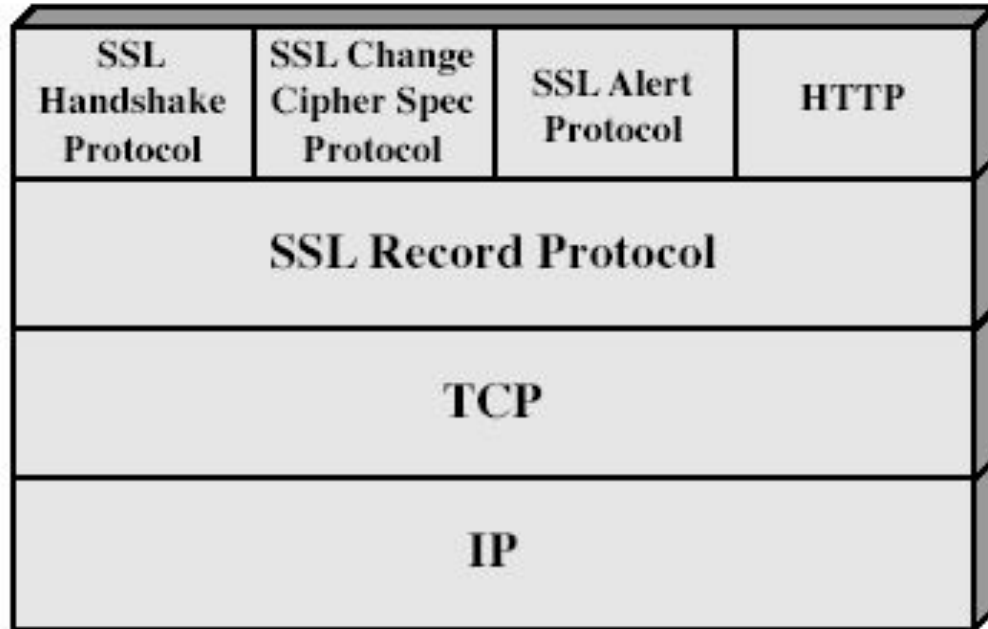 SSL
Handshake
Protocol
SSL Change
Cipher Spec
Protocol
SSL Alert
Protocol
HTTP
SSL Record Protocol
TCP
IP